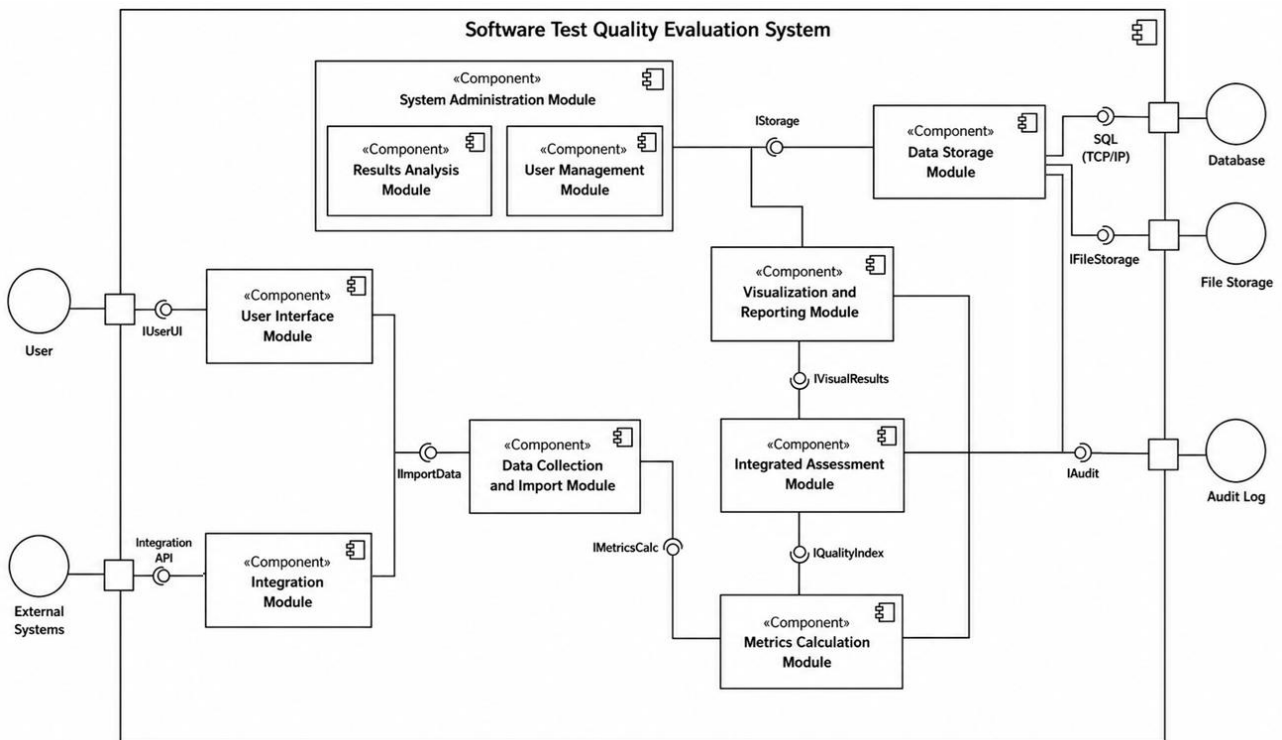 Software Test Quality Evaluation System
«Component»
System Administration Module
«Component»
Results Analysis
Module
«Component»
User Management
Module
IStorage
«Component»
Data Storage
Module
SQL
(TCP/IP)
Database
IFileStorage
File Storage
«Component»
Visualization and
Reporting Module
User
IUserUI
«Component»
User Interface
Module
IVisualResults
«Component»
Data Collection
and Import Module
IImportData
«Component»
Integrated Assessment
Module
IAudit
Audit Log
IMetricsCalc
IQualityIndex
External
Systems
Integration
API
«Component»
Integration
Module
«Component»
Metrics Calculation
Module